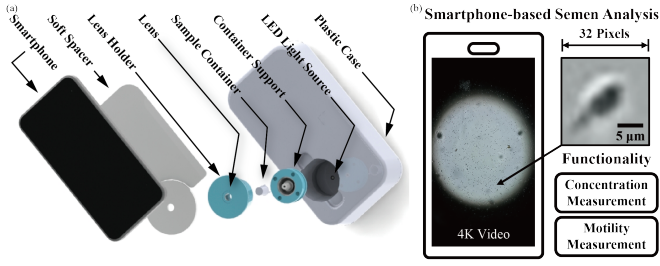 (a)
Smartphone
Soft Spacer
Lens Holder
Lens
Sample Container
Container Support
LED Light Source
Plastic Case
(b)
Smartphone-based Semen Analysis
32 Pixels
5 μm
Functionality
Concentration
Measurement
Motility
Measurement
4K Video